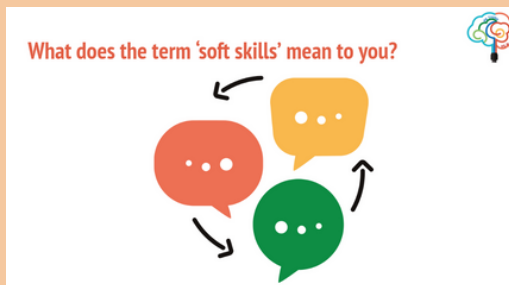 What does the term ‘soft skills’ mean to you?